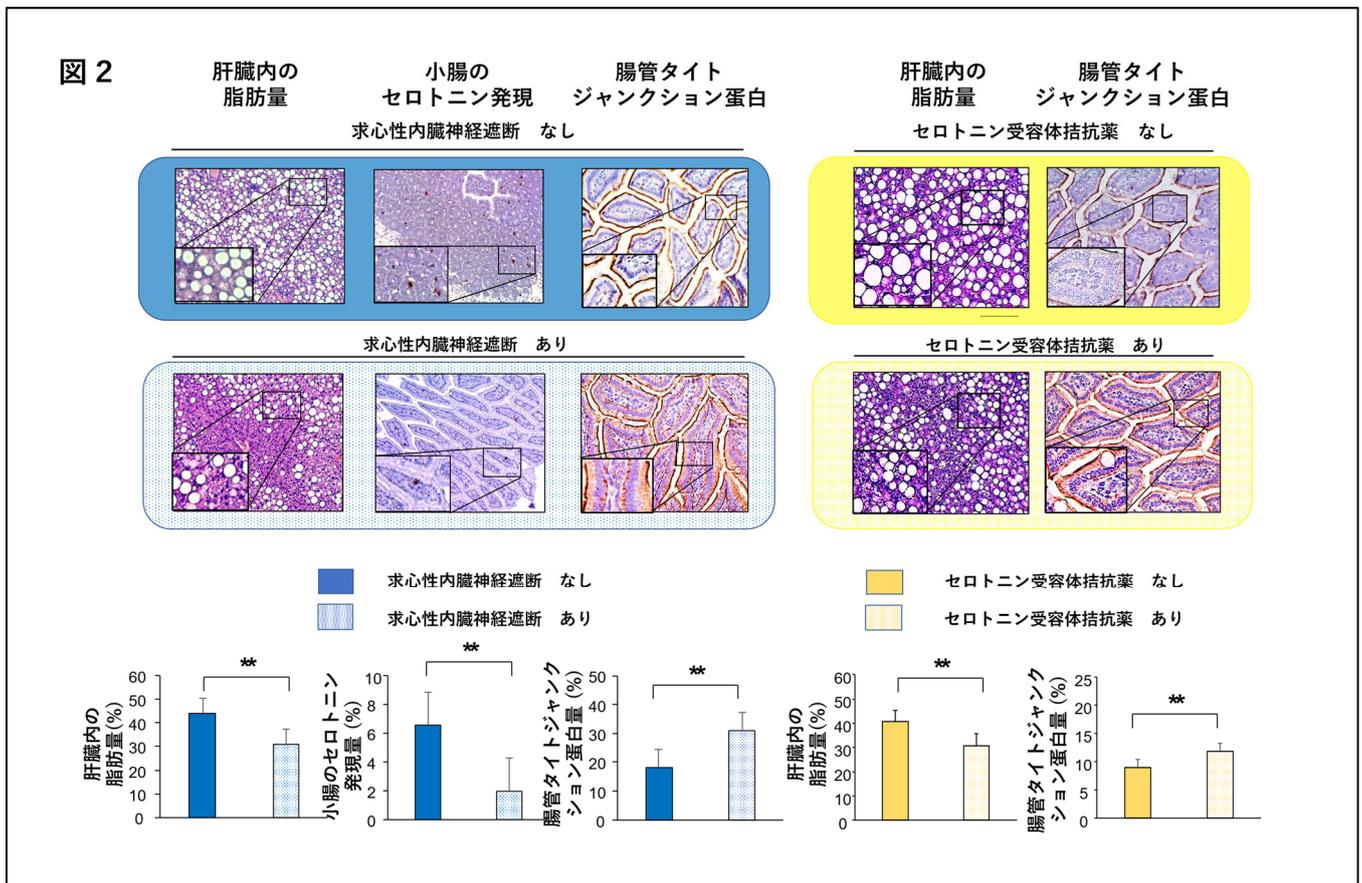 図 2
肝臓内の
脂肪量
小腸の
セロトニン発現
腸管タイト
ジャンクション蛋白
肝臓内の
脂肪量
腸管タイト
ジャンクション蛋白
求心性内臓神経遮断　なし
セロトニン受容体拮抗薬　なし
求心性内臓神経遮断　あり
セロトニン受容体拮抗薬　あり
求心性内臓神経遮断　なし
求心性内臓神経遮断　あり
セロトニン受容体拮抗薬　なし
セロトニン受容体拮抗薬　あり
肝臓内の
脂肪量(%)
60
50
40
30
20
10
0
**
小腸のセロトニン
発現量(%)
10
8
6
4
2
0
**
腸管タイトジャンク
ション蛋白量(%)
50
40
30
20
10
0
**
肝臓内の
脂肪量(%)
60
50
40
30
20
10
0
**
腸管タイトジャンク
ション蛋白量(%)
25
20
15
10
5
0
**